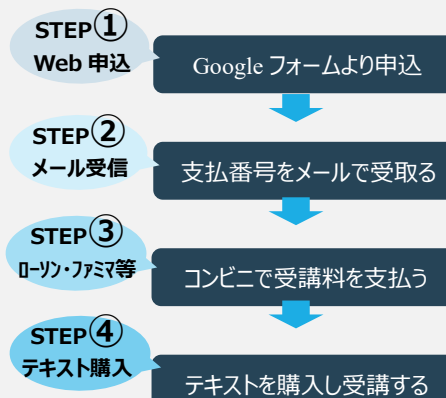 STEP①
Web 申込
Google フォームより申込
STEP②
メール受信
支払番号をメールで受取る
STEP③
ローソン・ファミマ等
コンビニで受講料を支払う
STEP④
テキスト購入
テキストを購入し受講する